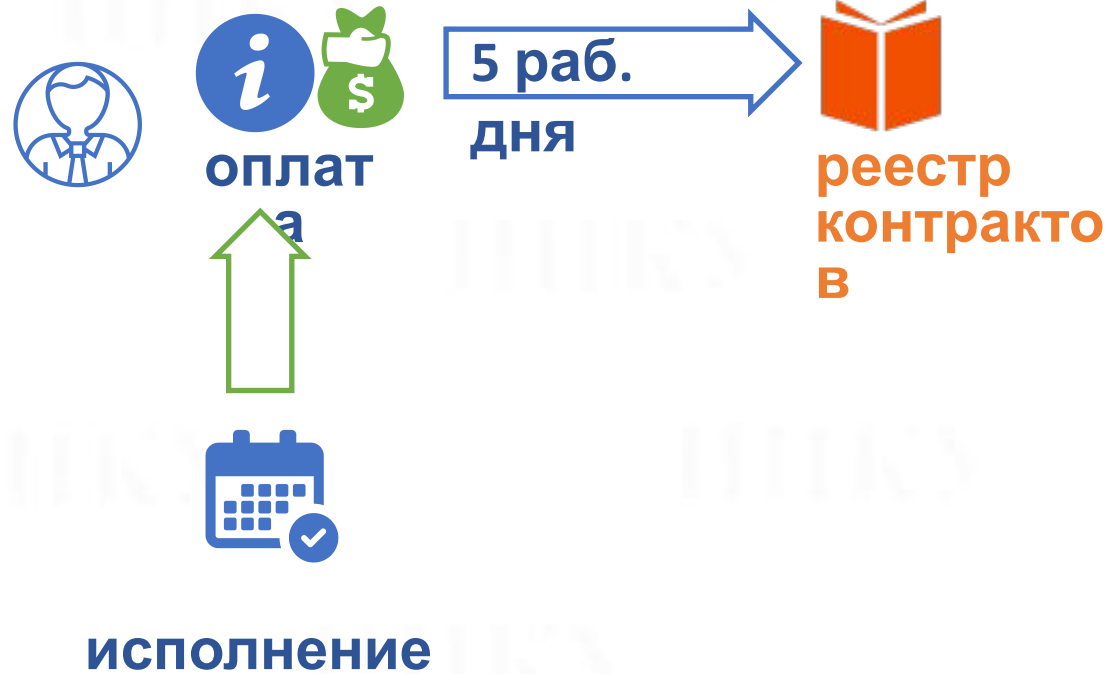 5 раб.
дня
оплат
а
реестр
контракто
в
исполнение